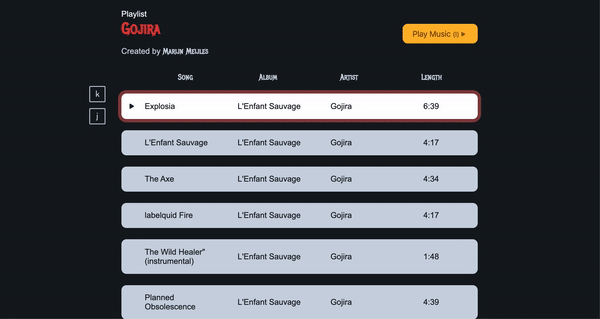 Playlist
Gojira
Created by Marijn Meijles
Play Music (l) ▶
Song Album Artist Length
k
j
Explosia L'Enfant Sauvage Gojira 6:39
L'Enfant Sauvage L'Enfant Sauvage Gojira 4:17
The Axe L'Enfant Sauvage Gojira 4:34
labelquid Fire L'Enfant Sauvage Gojira 4:17
The Wild Healer" L'Enfant Sauvage Gojira 1:48
(instrumental)
Planned L'Enfant Sauvage Gojira 4:39
Obsolescence